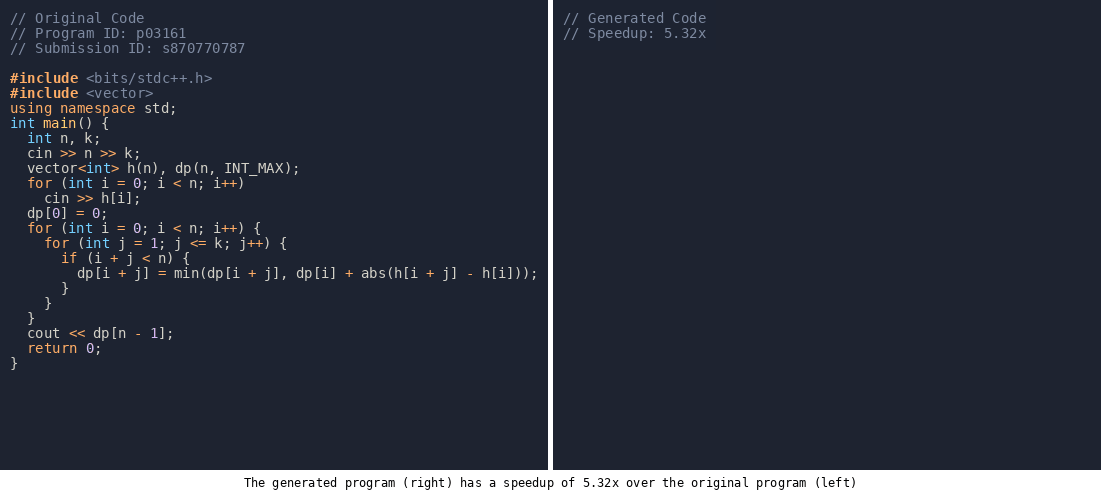 // Original Code
// Program ID: p03161
// Submission ID: s870770787
#include <bits/stdc++.h>
#include <vector>
using namespace std;
int main() {
  int n, k;
  cin >> n >> k;
  vector<int> h(n), dp(n, INT_MAX);
  for (int i = 0; i < n; i++)
    cin >> h[i];
  dp[0] = 0;
  for (int i = 0; i < n; i++) {
    for (int j = 1; j <= k; j++) {
      if (i + j < n) {
        dp[i + j] = min(dp[i + j], dp[i] + abs(h[i + j] - h[i]));
      }
    }
  }
  cout << dp[n - 1];
  return 0;
}
// Generated Code
// Speedup: 5.32x
The generated program (right) has a speedup of 5.32x over the original program (left)